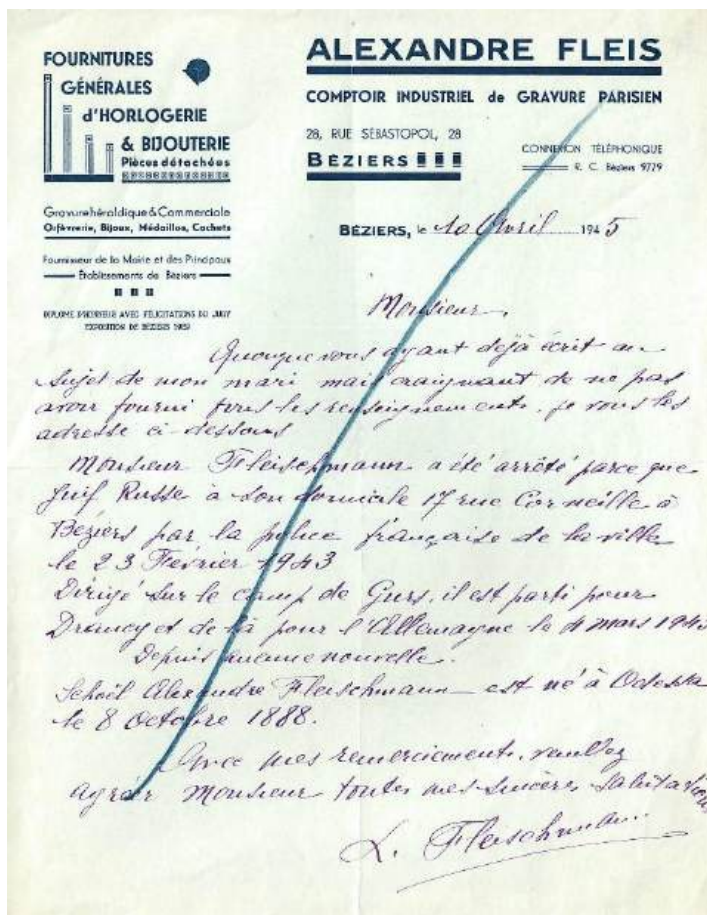 FOURNITURES
GÉNÉRALES
d'HORLOGERIE
& BIJOUTERIE
Pièces détachées
Gravure héraldique & Commerciale
Orfèvrerie, Bijoux, Médailles, Cachets
Fournisseur de la Mairie et des Principaux
Établissements de Béziers
DIPLOME D'HONNEUR AVEC FÉLICITATIONS DU JURY
EXPOSITION DE BÉZIERS
ALEXANDRE FLEIS
COMPTOIR INDUSTRIEL de GRAVURE PARISIEN
28, RUE SÉBASTOPOL, 28
BÉZIERS
CONNEXION TÉLÉPHONIQUE
R. C. Béziers 9779
BÉZIERS, le 10 Avril 1945
Monsieur,
Quoique vous ayant déjà écrit au
sujet de mon mari mais craignant de ne pas
avoir fourni tous les renseignements, je vous les
adresse ci-dessous
Monsieur Fleischmann a été arrêté parce que
Juif Russe à son domicile 17 rue Corneille à
Béziers par la police française de la ville
le 23 Février 1943
Dirigé sur le camp de Gurs, il est parti pour
Drancy et de là pour l'Allemagne le 4 mars 1943
Depuis aucune nouvelle.
Schoël Alexandre Fleischmann est né à Odessa
le 8 Octobre 1888.
Avec mes remerciements, veuillez
agréer Monsieur toutes mes sincères salutations
L. Fleischmann